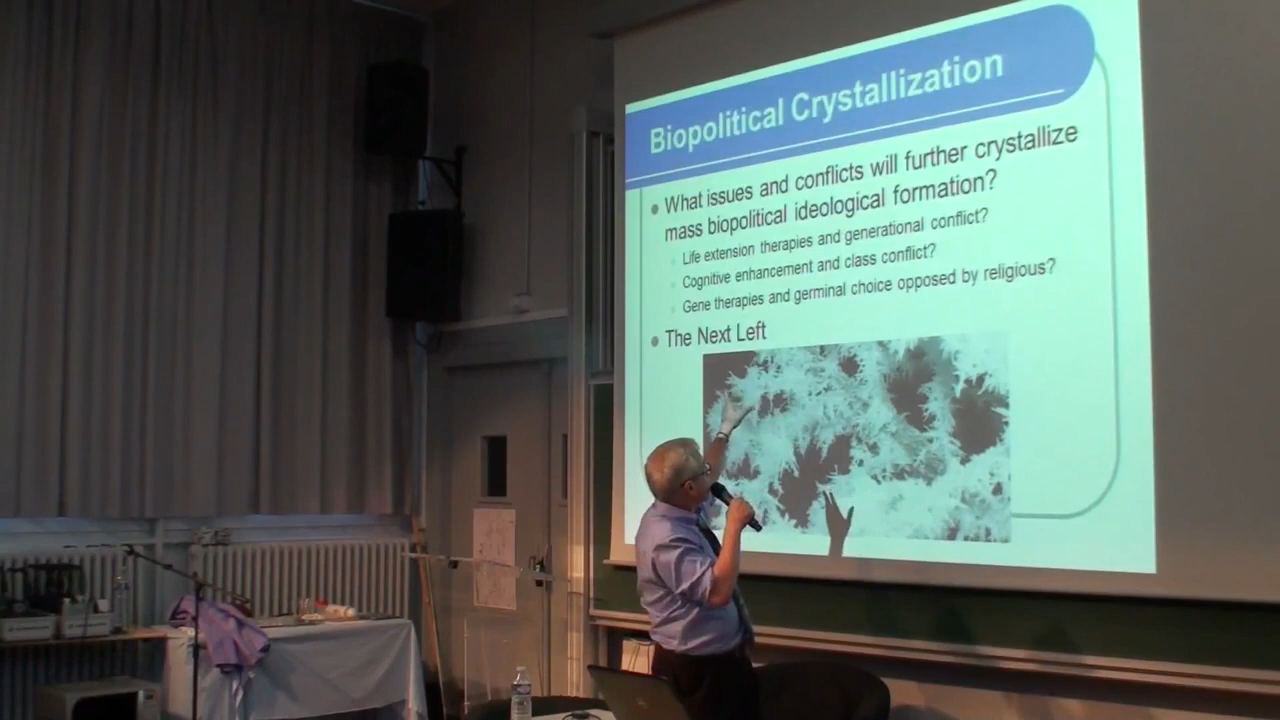 Biopolitical Crystallization
What issues and conflicts will further crystallize
mass biopolitical ideological formation?
Life extension therapies and generational conflict?
Cognitive enhancement and class conflict?
Gene therapies and germinal choice opposed by religious?
The Next Left